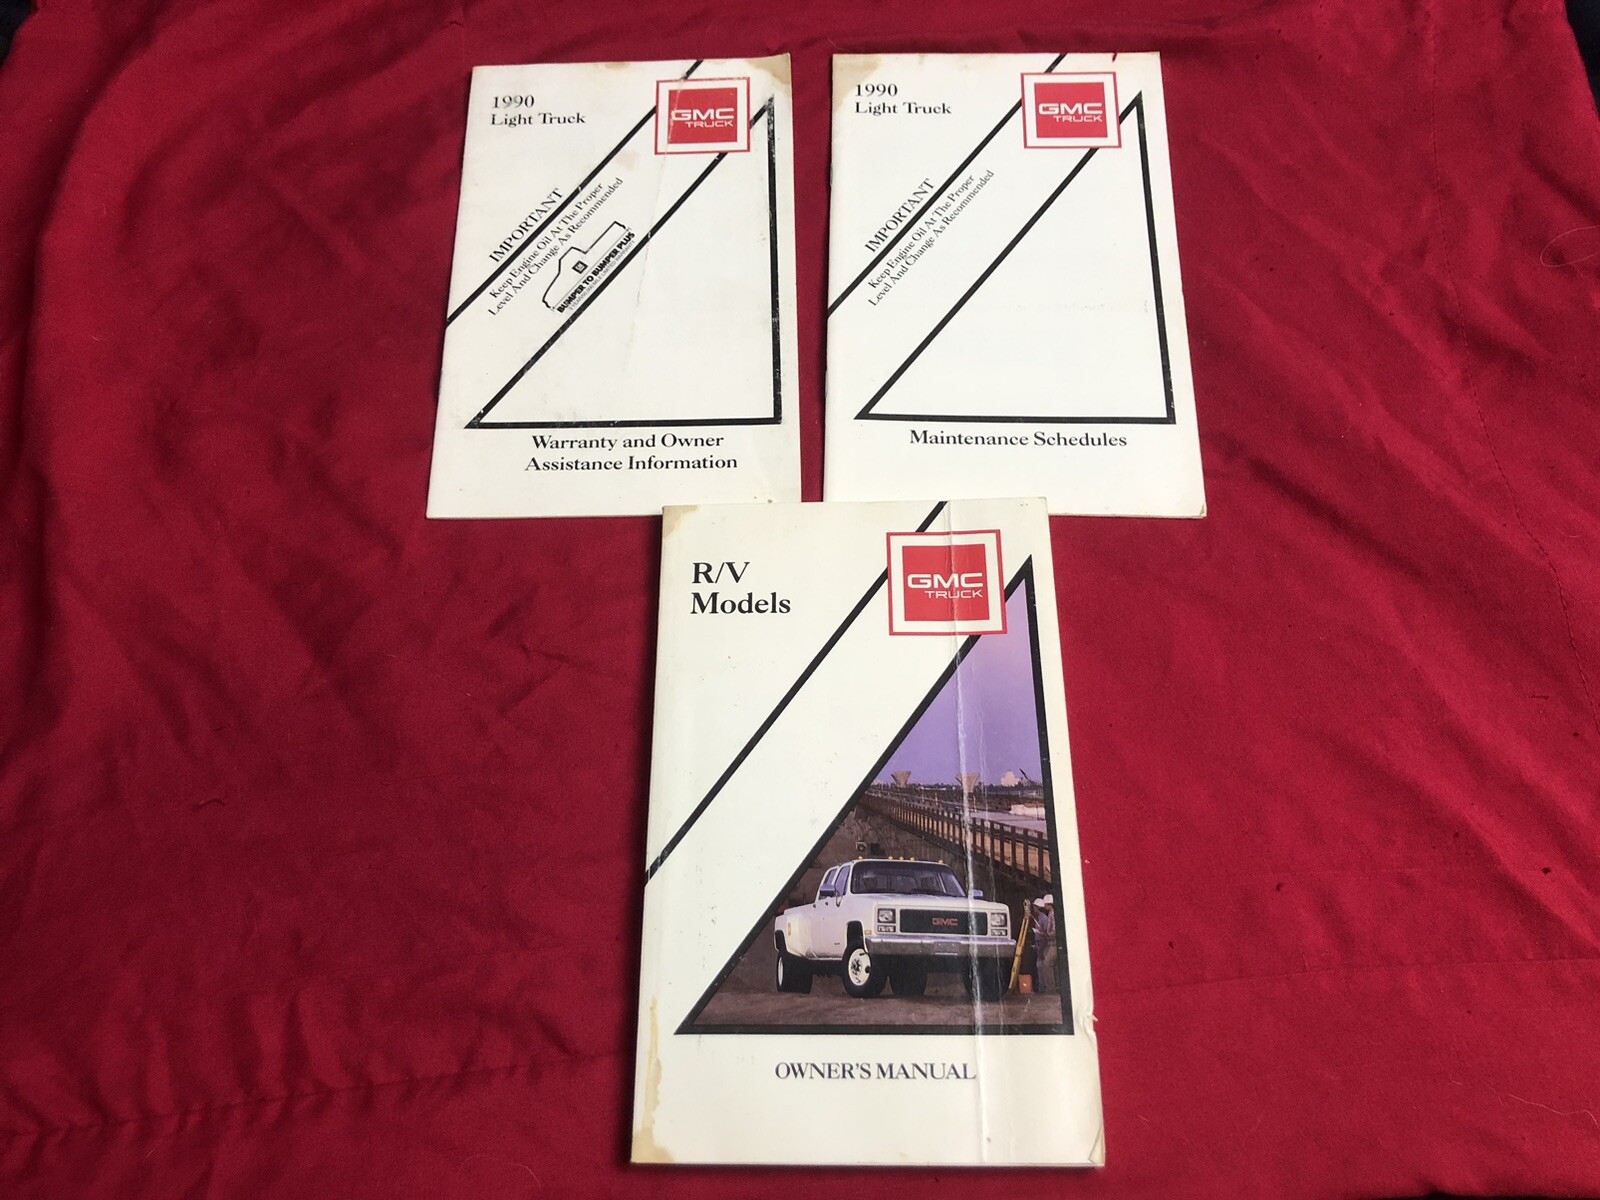 1990
Light Truck
GMC
TRUCK
IMPORTANT
Keep Engine Oil At The Proper
Level And Change As Recommended
BUMPER TO BUMPER PLUS
Warranty and Owner
Assistance Information
1990
Light Truck
GMC
TRUCK
IMPORTANT
Keep Engine Oil At The Proper
Level And Change As Recommended
Maintenance Schedules
R/V
Models
GMC
TRUCK
GMC
OWNER'S MANUAL